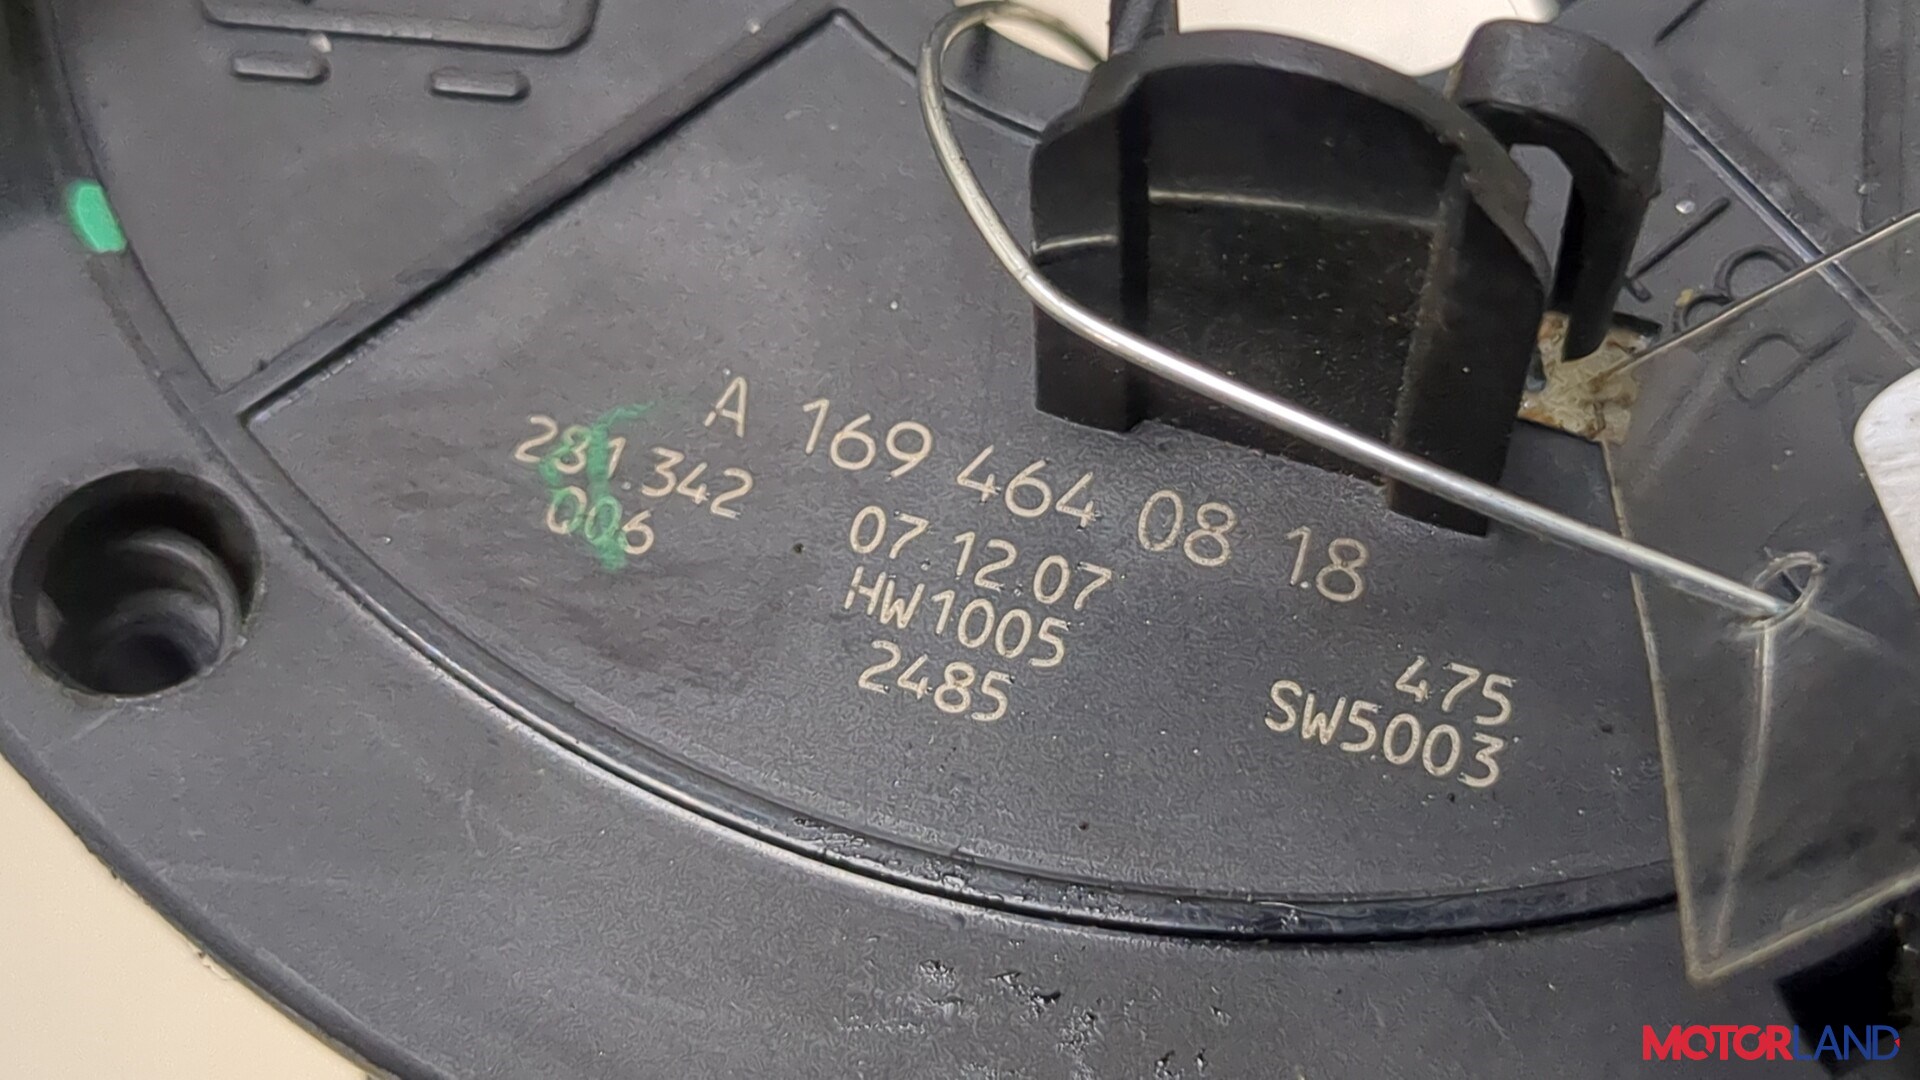 A 169 464 08 18
281.342
006
07.12.07
HW1005
2485
475
SW5003
MOTORLAND